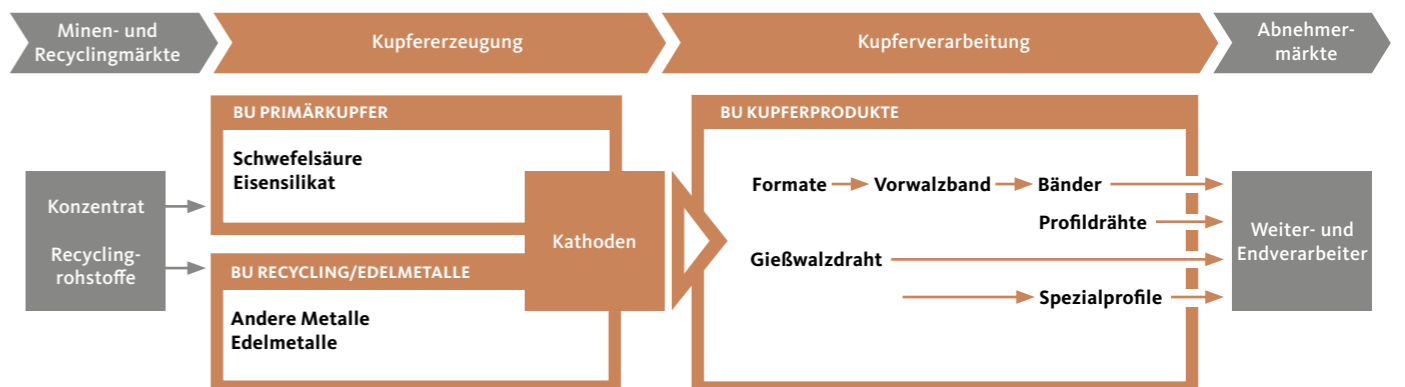 Minen- und
Recyclingmärkte
Kupfererzeugung
Kupferverarbeitung
Abnehmer-
märkte
BU PRIMÄRKUPFER
Schwefelsäure
Eisensilikat
BU KUPFERPRODUKTE
Konzentrat
Recycling-
rohstoffe
Kathoden
BU RECYCLING/EDELMETALLE
Andere Metalle
Edelmetalle
Formate
Vorwalzband
Bänder
Profildrähte
Gießwalzdraht
Spezialprofile
Weiter- und
Endverarbeiter